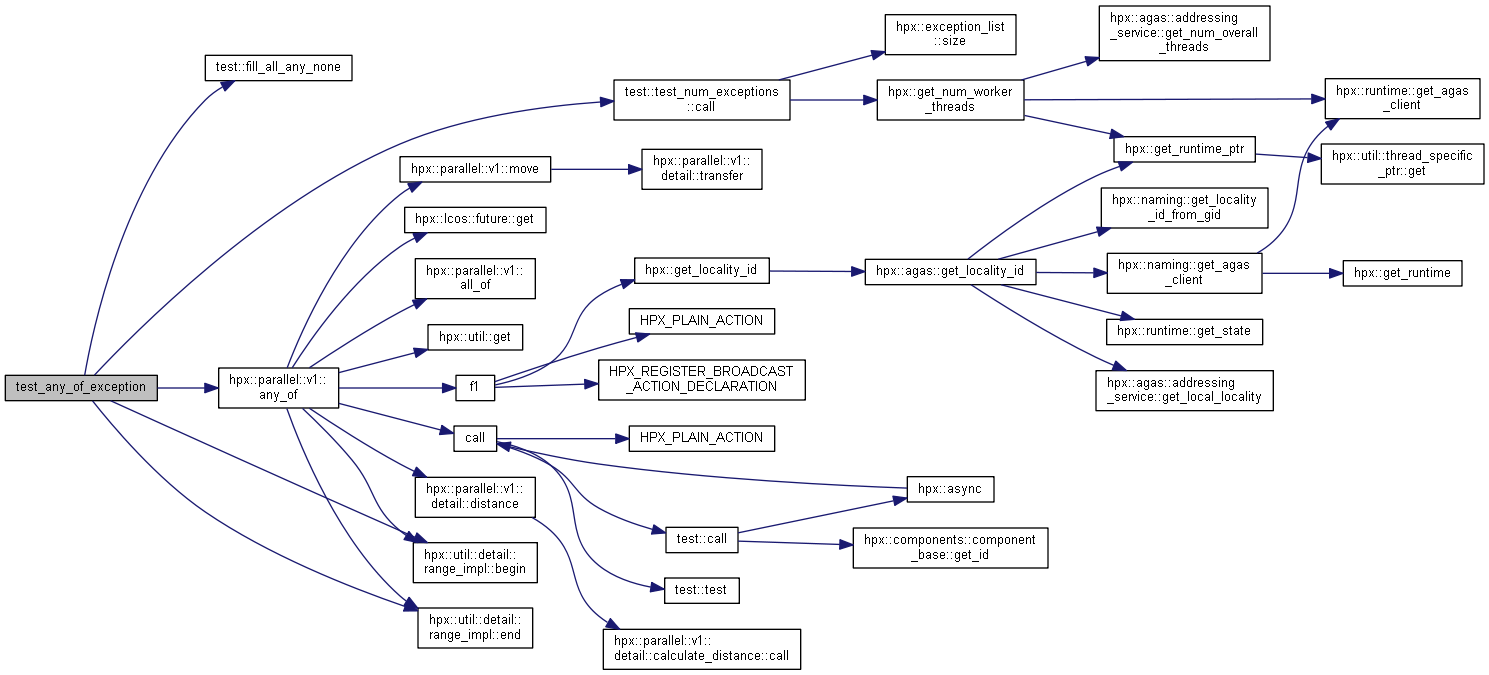 test_any_of_exception
test::fill_all_any_none
hpx::parallel::v1::
any_of
test::test_num_exceptions
::call
hpx::parallel::v1::move
hpx::lcos::future::get
hpx::parallel::v1::
all_of
hpx::util::get
f1
call
hpx::parallel::v1::
detail::distance
hpx::util::detail::
range_impl::begin
hpx::util::detail::
range_impl::end
hpx::parallel::v1::
detail::transfer
hpx::get_locality_id
HPX_PLAIN_ACTION
HPX_REGISTER_BROADCAST
_ACTION_DECLARATION
HPX_PLAIN_ACTION
test::call
test::test
hpx::parallel::v1::
detail::calculate_distance::call
hpx::exception_list
::size
hpx::get_num_worker
_threads
hpx::agas::get_locality_id
hpx::async
hpx::components::component
_base::get_id
hpx::agas::addressing
_service::get_num_overall
_threads
hpx::get_runtime_ptr
hpx::naming::get_locality
_id_from_gid
hpx::naming::get_agas
_client
hpx::runtime::get_state
hpx::agas::addressing
_service::get_local_locality
hpx::runtime::get_agas
_client
hpx::util::thread_specific
_ptr::get
hpx::get_runtime